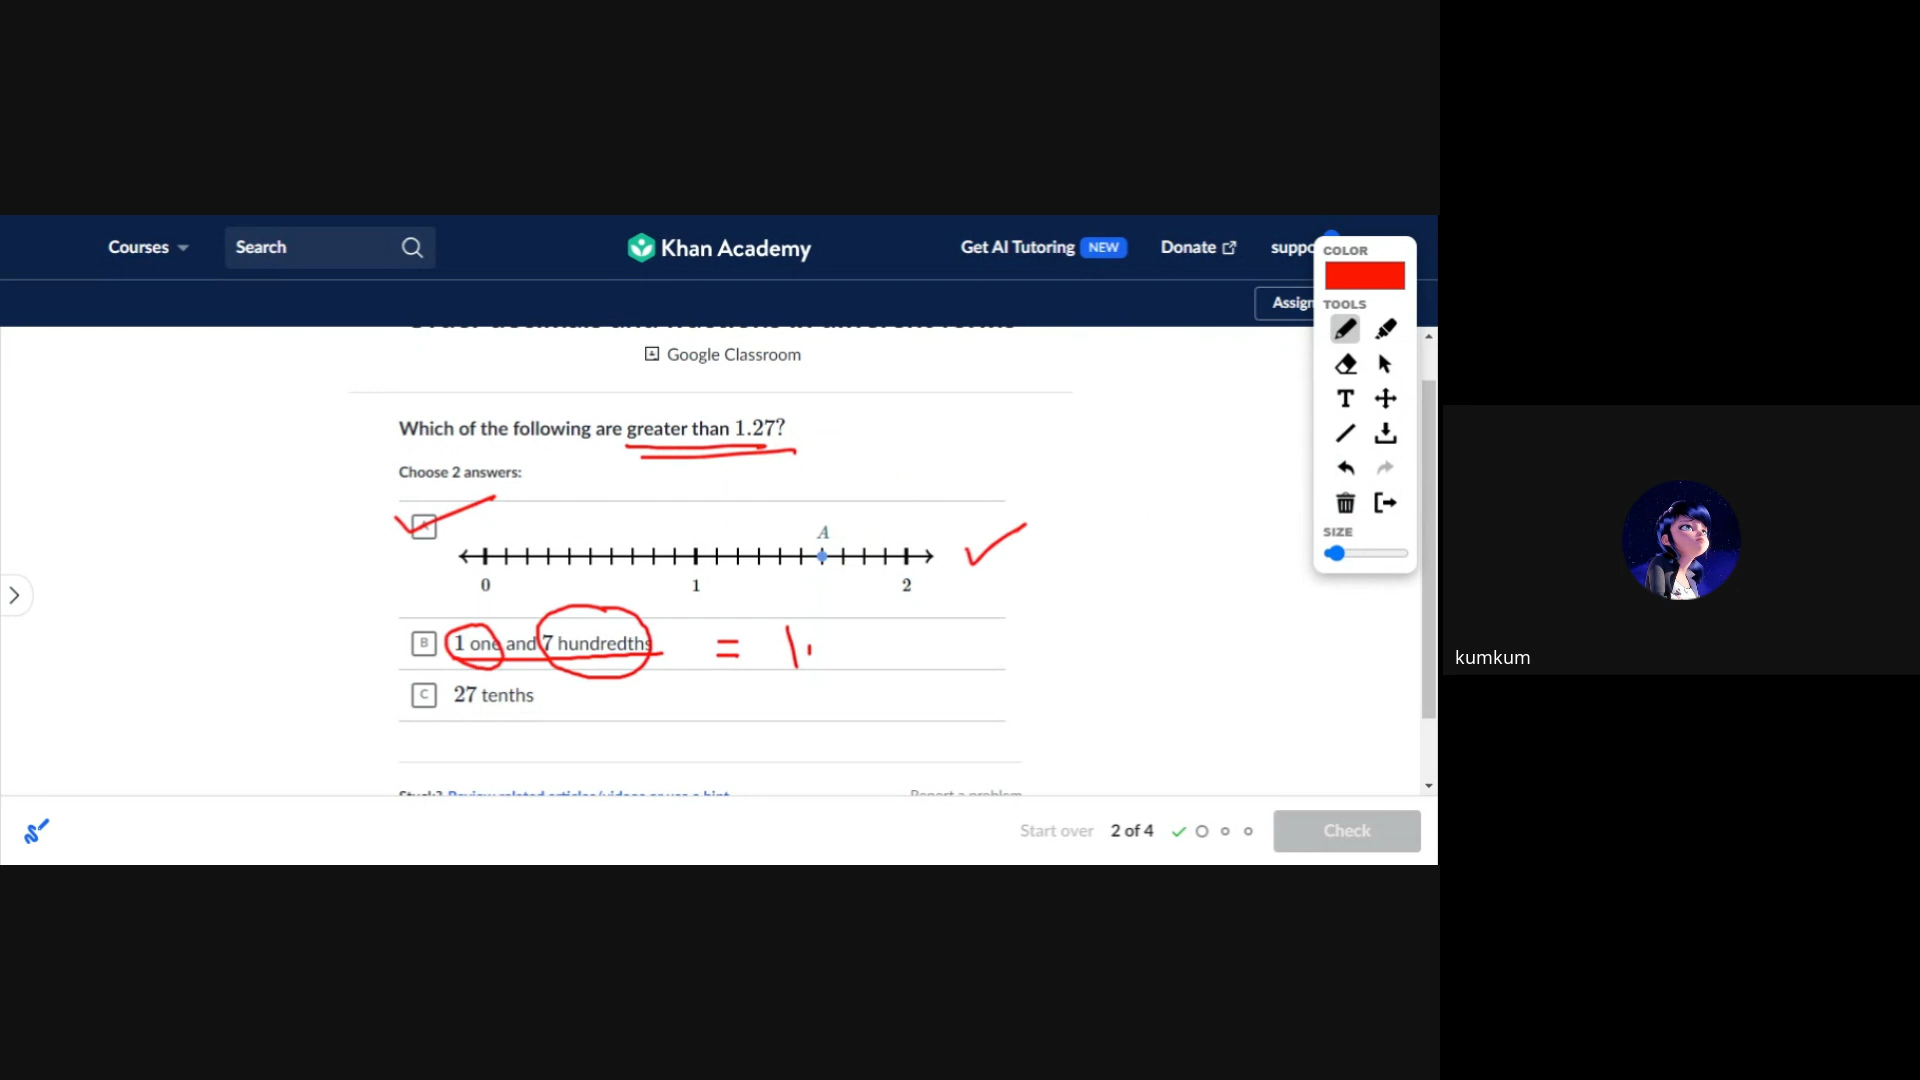 Courses Search Khan Academy Get AI Tutoring NEW Donate suppo
COLOR
Assign TOOLS
Google Classroom
Which of the following are greater than 1.27?
Choose 2 answers:
A
A
0 1 2
SIZE
B 1 one and 7 hundredths = 1.
C 27 tenths
kumkum
Start over 2 of 4 Check